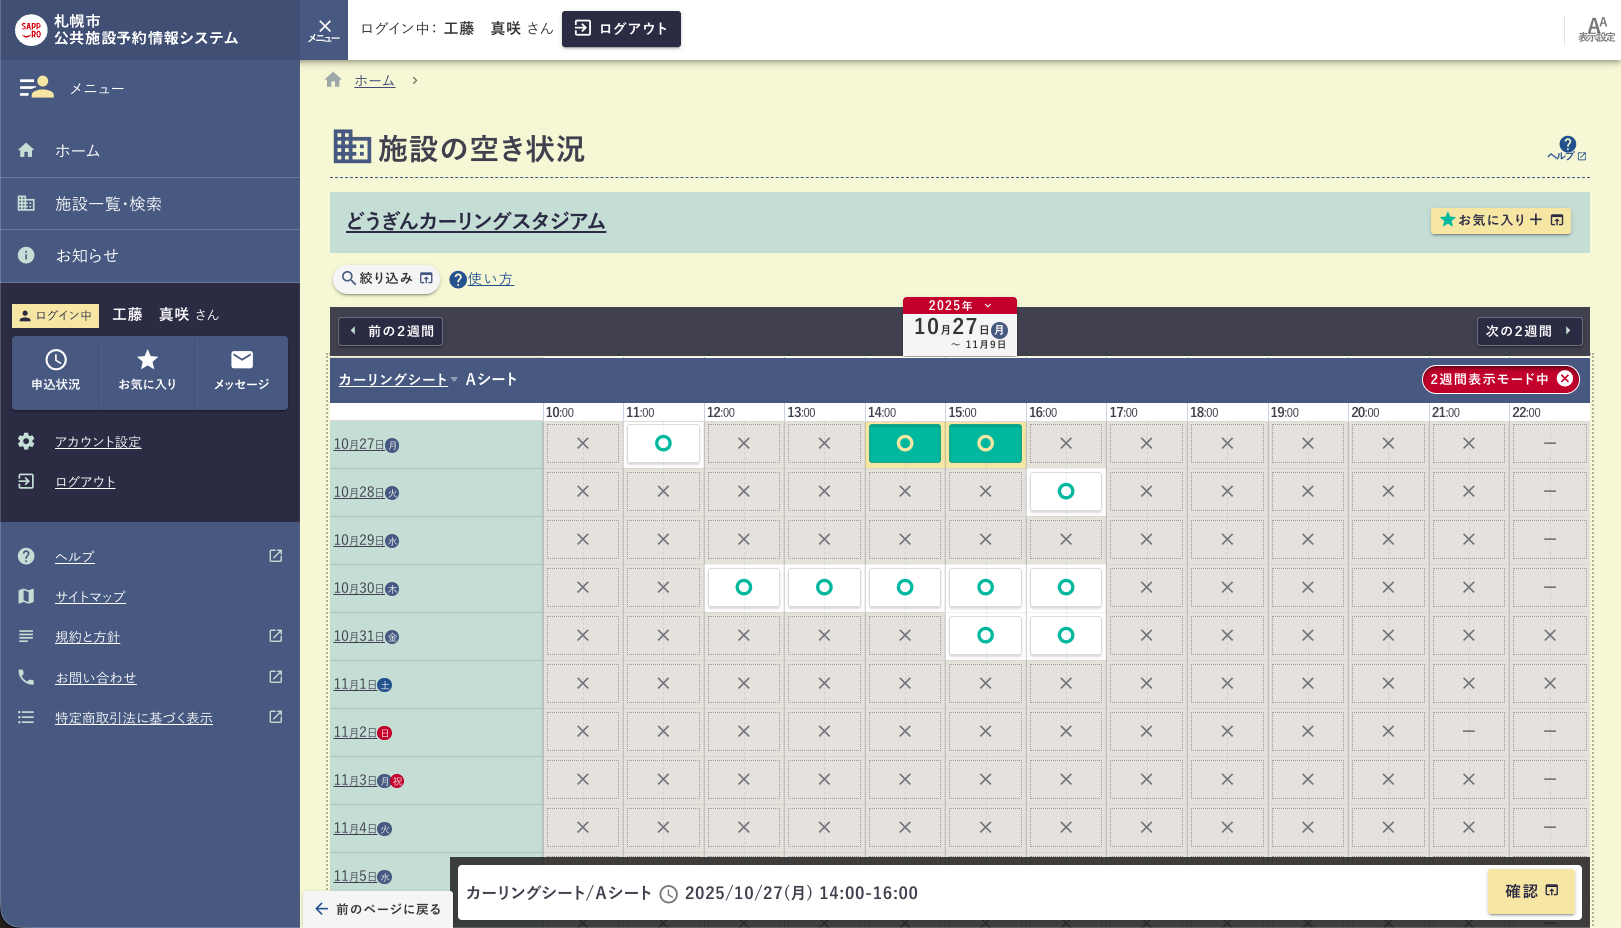 SAPP_RO
札幌市
公共施設予約情報システム
メニュー
ログイン中: 工藤　真咲 さん
ログアウト
AA
表示設定
メニュー
ホーム
施設一覧・検索
お知らせ
ログイン中 工藤　真咲 さん
申込状況 お気に入り メッセージ
アカウント設定
ログアウト
ヘルプ
サイトマップ
規約と方針
お問い合わせ
特定商取引法に基づく表示
ホーム
施設の空き状況
ヘルプ
どうぎんカーリングスタジアム
お気に入り
絞り込み
使い方
前の2週間
2025年
10月27日月
～ 11月9日
次の2週間
カーリングシート Aシート
2週間表示モード中
10:00 11:00 12:00 13:00 14:00 15:00 16:00 17:00 18:00 19:00 20:00 21:00 22:00
10月27日月
10月28日火
10月29日水
10月30日木
10月31日金
11月1日土
11月2日日
11月3日月祝
11月4日火
11月5日水
前のページに戻る
カーリングシート/Aシート 2025/10/27(月) 14:00-16:00
確認